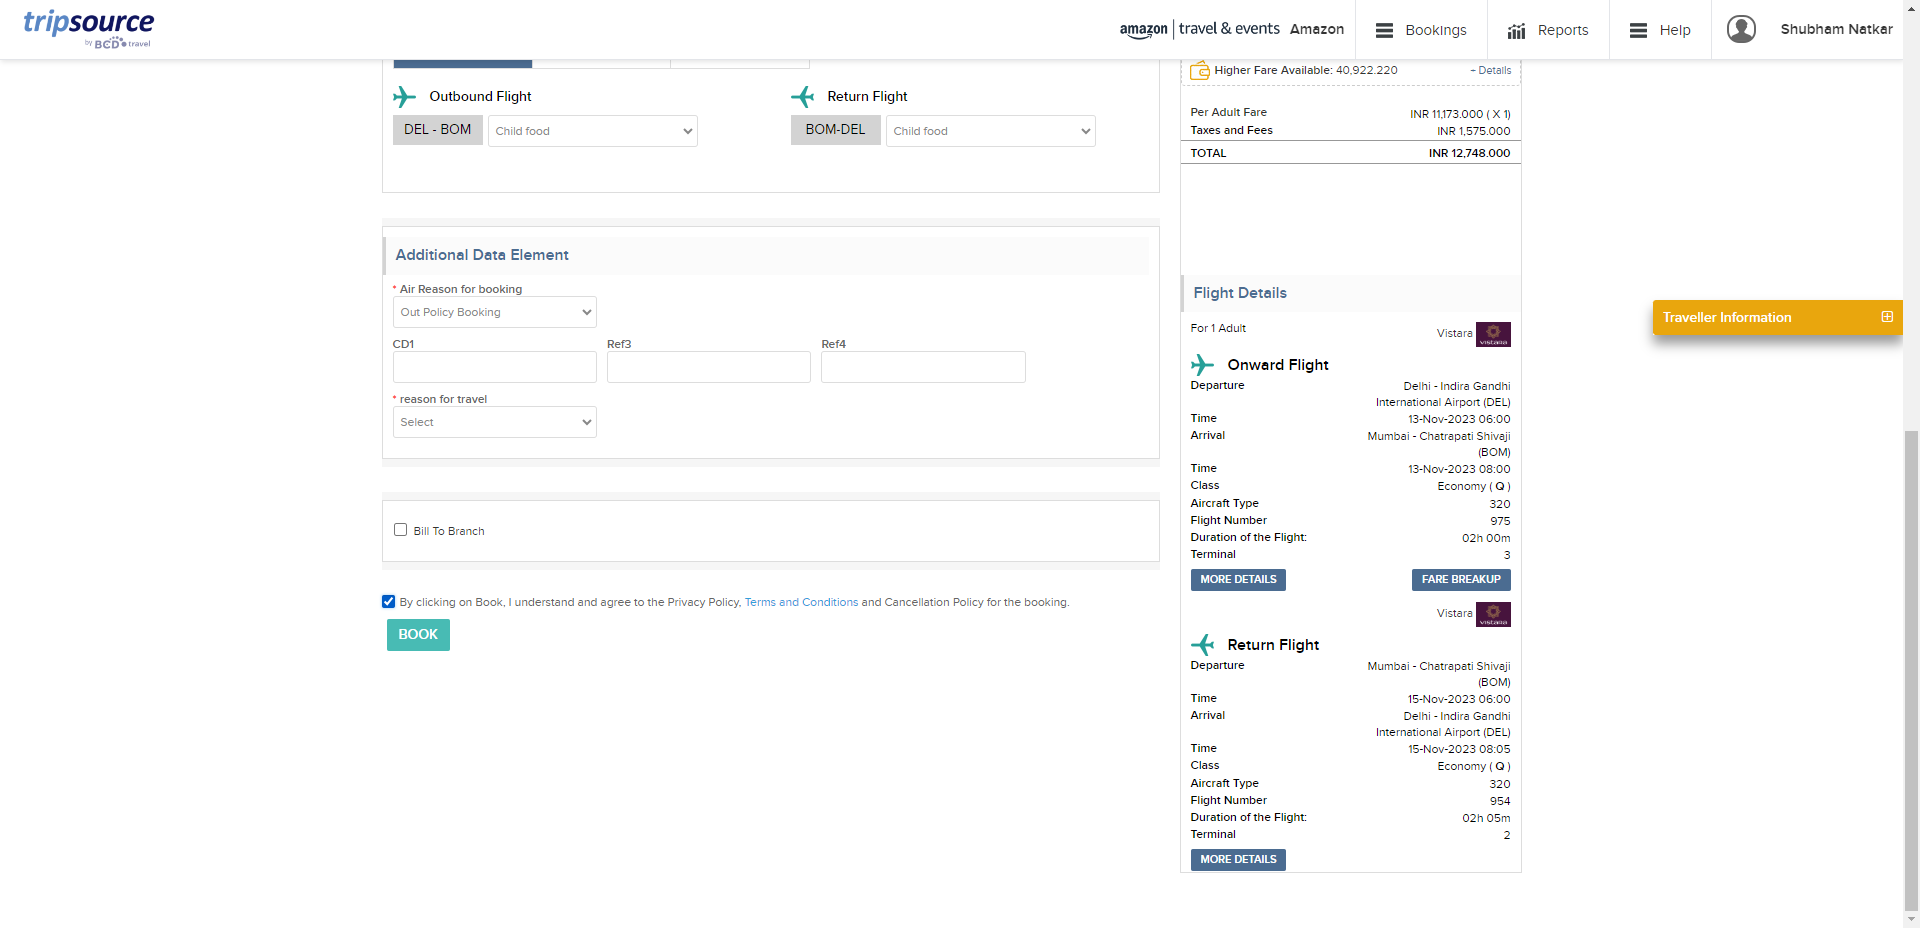 tripsource
by BCD travel
amazon travel & events Amazon
Bookings
Reports
Help
Shubham Natkar
Outbound Flight
DEL - BOM
Child food
Return Flight
BOM-DEL
Child food
Additional Data Element
* Air Reason for booking
Out Policy Booking
CD1
Ref3
Ref4
* reason for travel
Select
Bill To Branch
By clicking on Book, I understand and agree to the Privacy Policy, Terms and Conditions and Cancellation Policy for the booking.
BOOK
Higher Fare Available: 40,922.220 - Details
Per Adult Fare INR 11,173.000 ( X 1)
Taxes and Fees INR 1,575.000
TOTAL INR 12,748.000
Flight Details
For 1 Adult Vistara VISTARA
Onward Flight
Departure Delhi - Indira Gandhi
International Airport (DEL)
Time 13-Nov-2023 06:00
Arrival Mumbai - Chatrapati Shivaji
(BOM)
Time 13-Nov-2023 08:00
Class Economy ( Q )
Aircraft Type 320
Flight Number 975
Duration of the Flight: 02h 00m
Terminal 3
MORE DETAILS FARE BREAKUP
Vistara VISTARA
Return Flight
Departure Mumbai - Chatrapati Shivaji
(BOM)
Time 15-Nov-2023 06:00
Arrival Delhi - Indira Gandhi
International Airport (DEL)
Time 15-Nov-2023 08:05
Class Economy ( Q )
Aircraft Type 320
Flight Number 954
Duration of the Flight: 02h 05m
Terminal 2
MORE DETAILS
Traveller Information